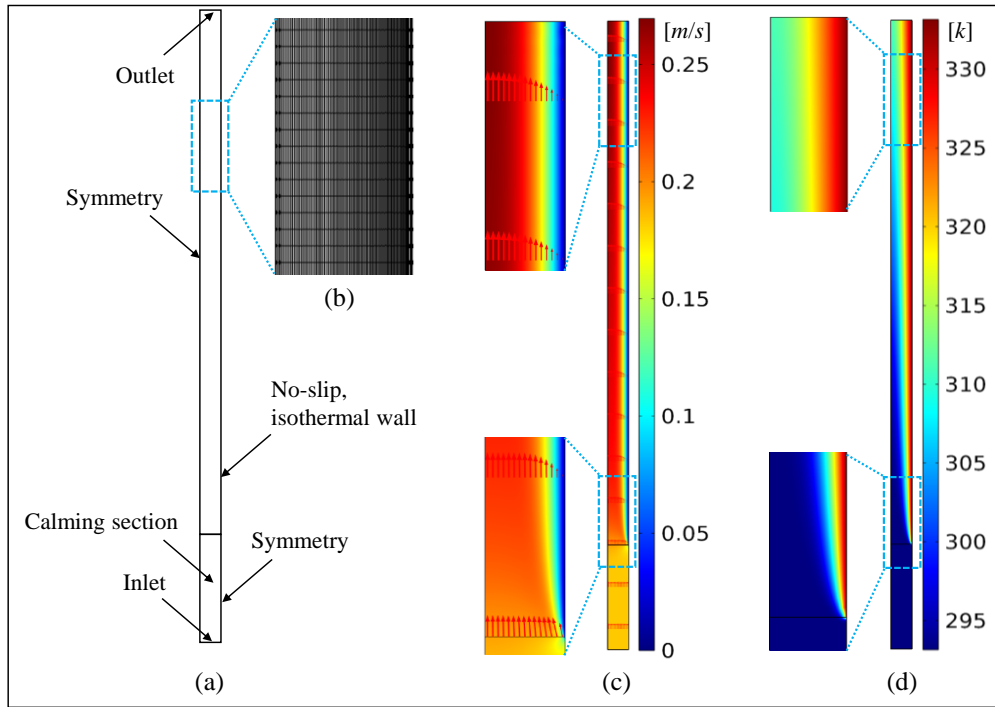 Outlet
Symmetry
No-slip,
isothermal wall
Calming section
Symmetry
Inlet
(a)
(b)
[m/s]
0.25
0.2
0.15
0.1
0.05
0
(c)
[k]
330
325
320
315
310
305
300
295
(d)